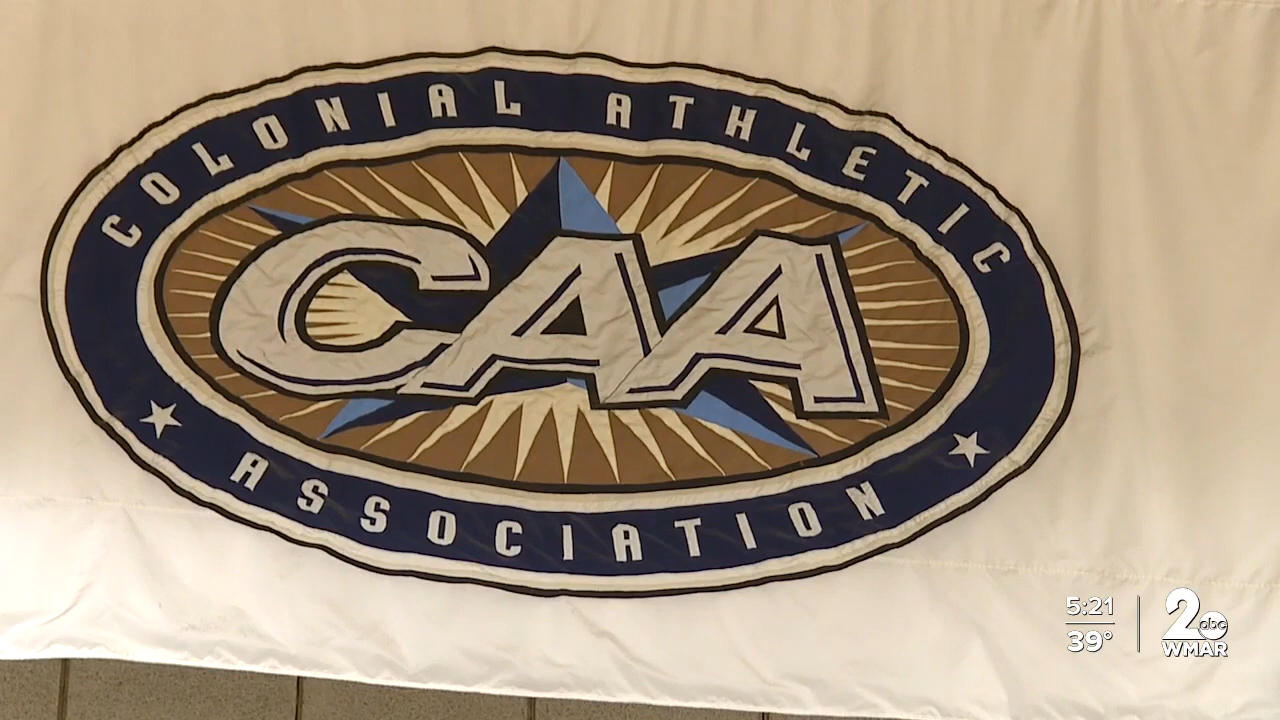 COLONIAL ATHLETIC
CAA
ASSOCIATION
5:21
39°
2 abc
WMAR